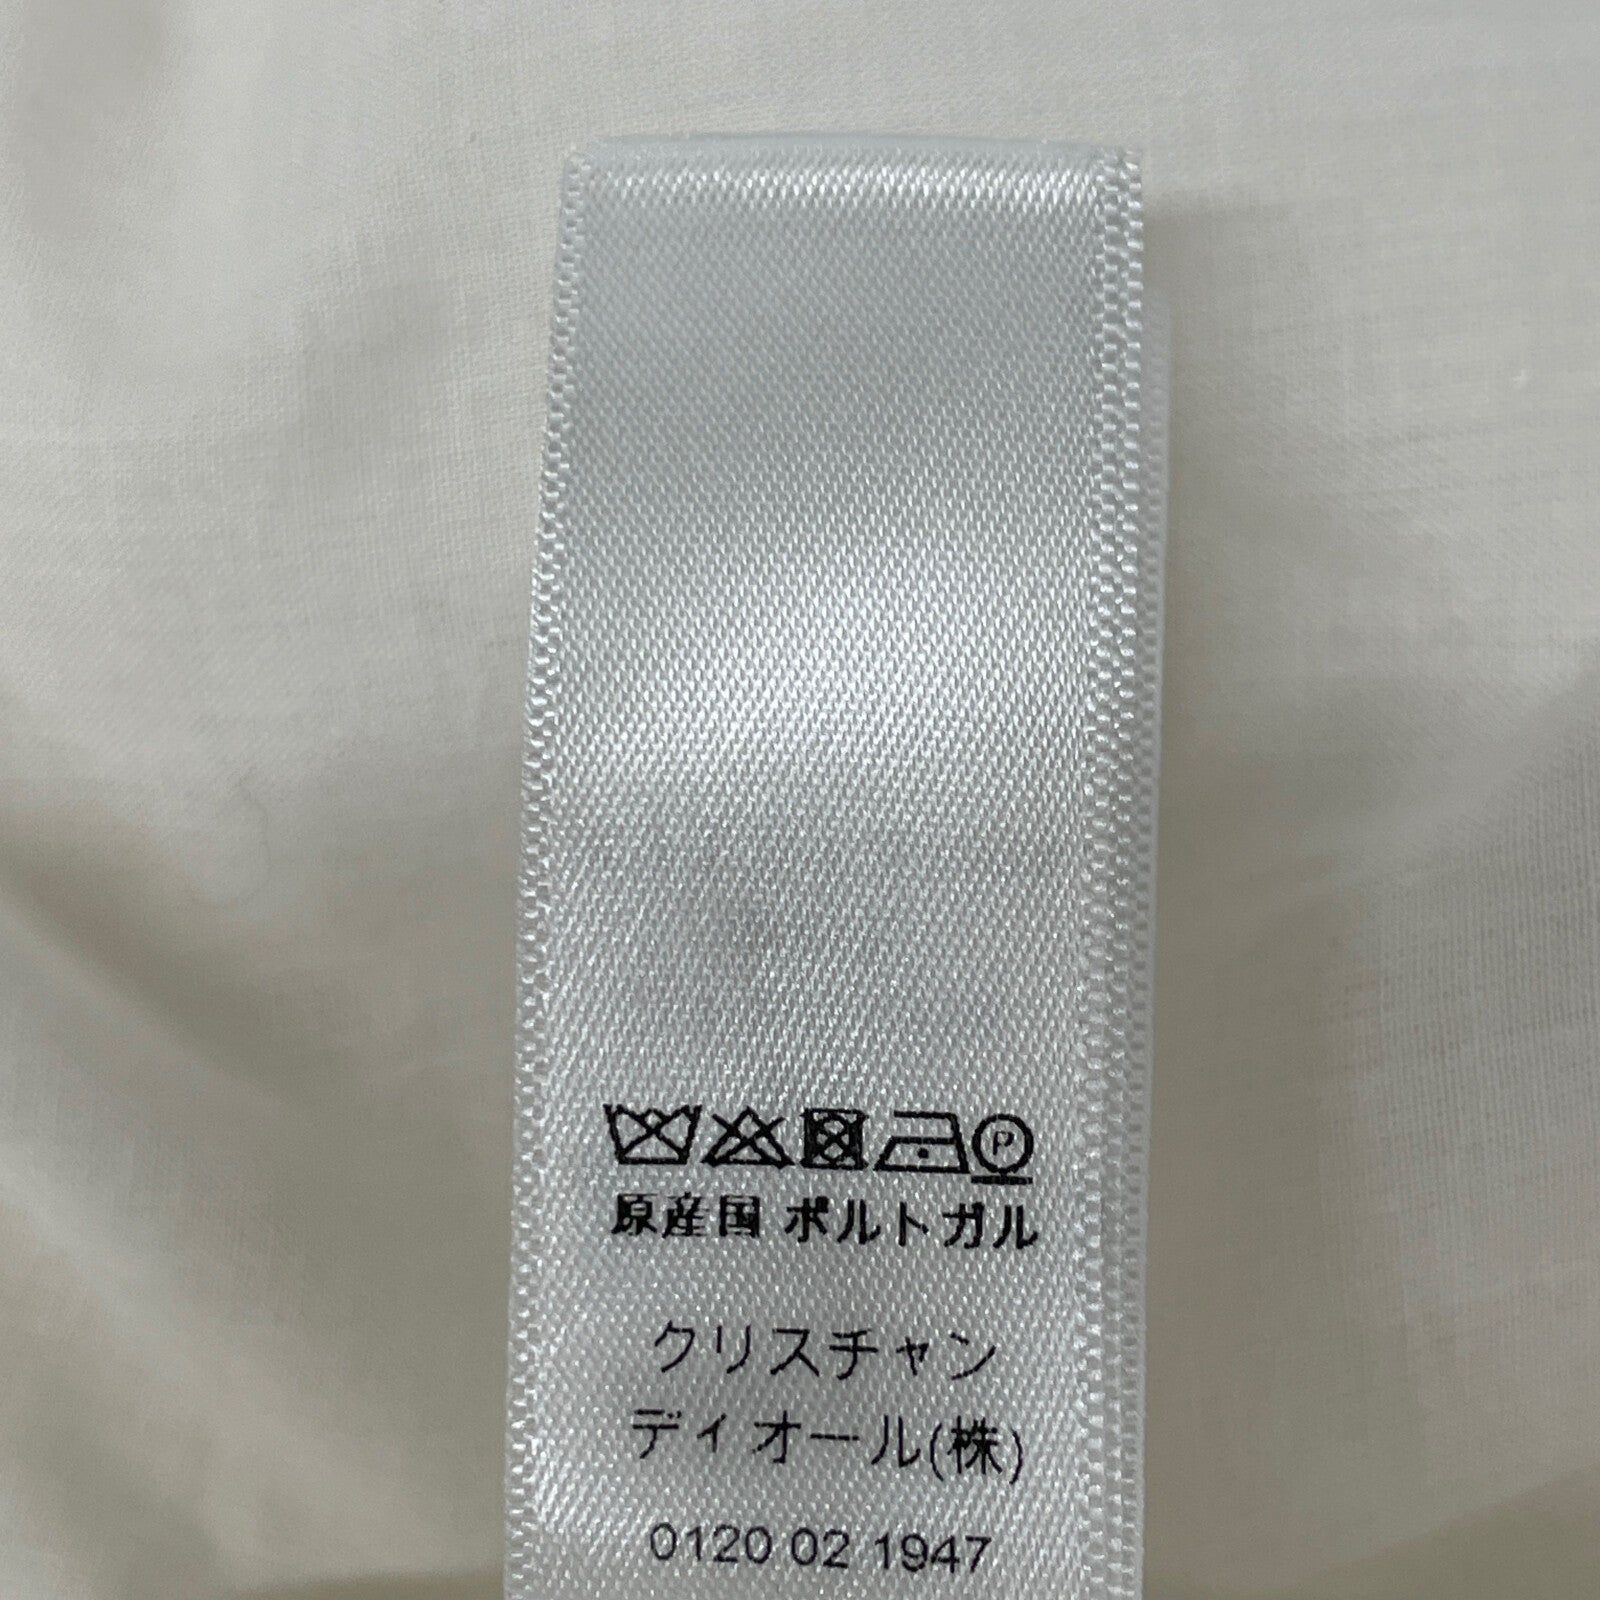 P
原産国 ポルトガル
クリスチャン
ディオール(株)
0120 02 1947